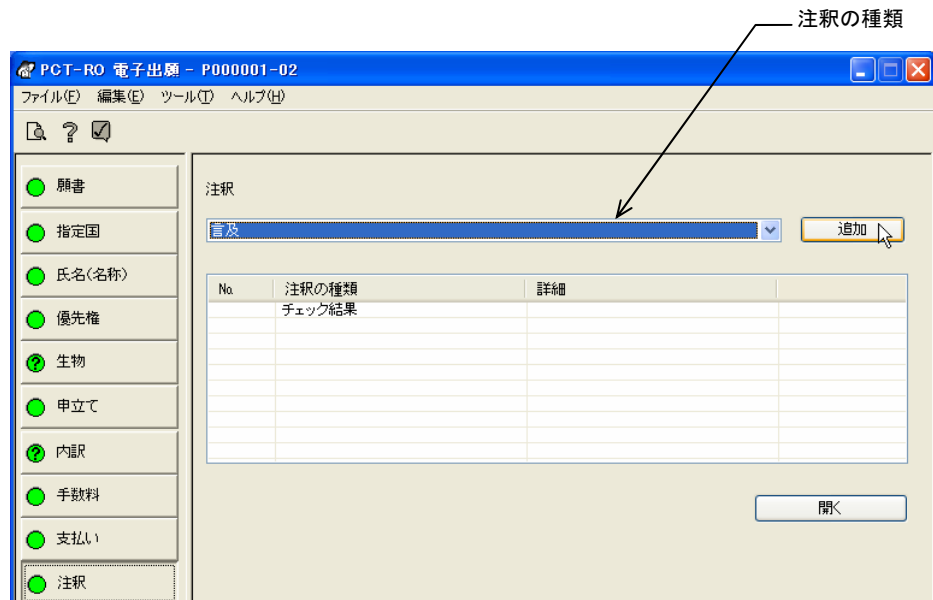 注釈の種類
PCT-RO 電子出願 - P000001-02
ファイル(F) 編集(E) ツール(T) ヘルプ(H)
願書
注釈
指定国
言及
追加
氏名(名称)
No. 注釈の種類 詳細
チェック結果
優先権
生物
申立て
内訳
手数料
開く
支払い
注釈